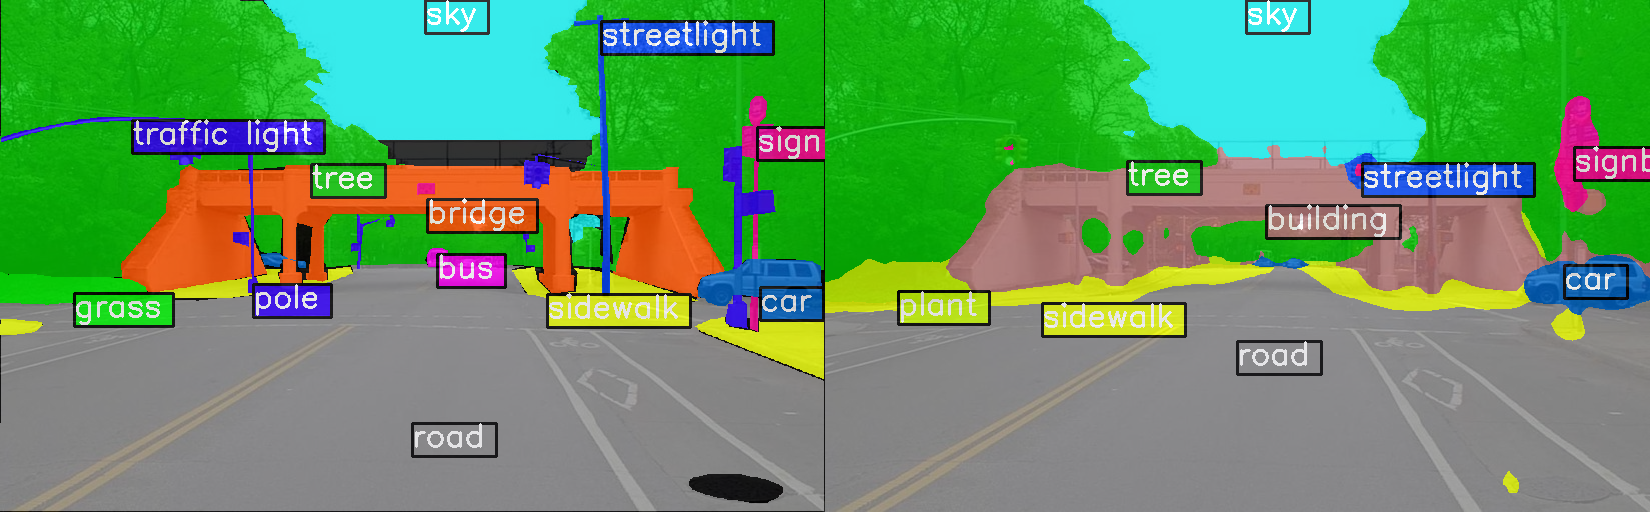 sky
streetlight
traffic light
sign
tree
bridge
bus
grass
pole
sidewalk
car
road
sky
signb
tree
streetlight
building
car
plant
sidewalk
road